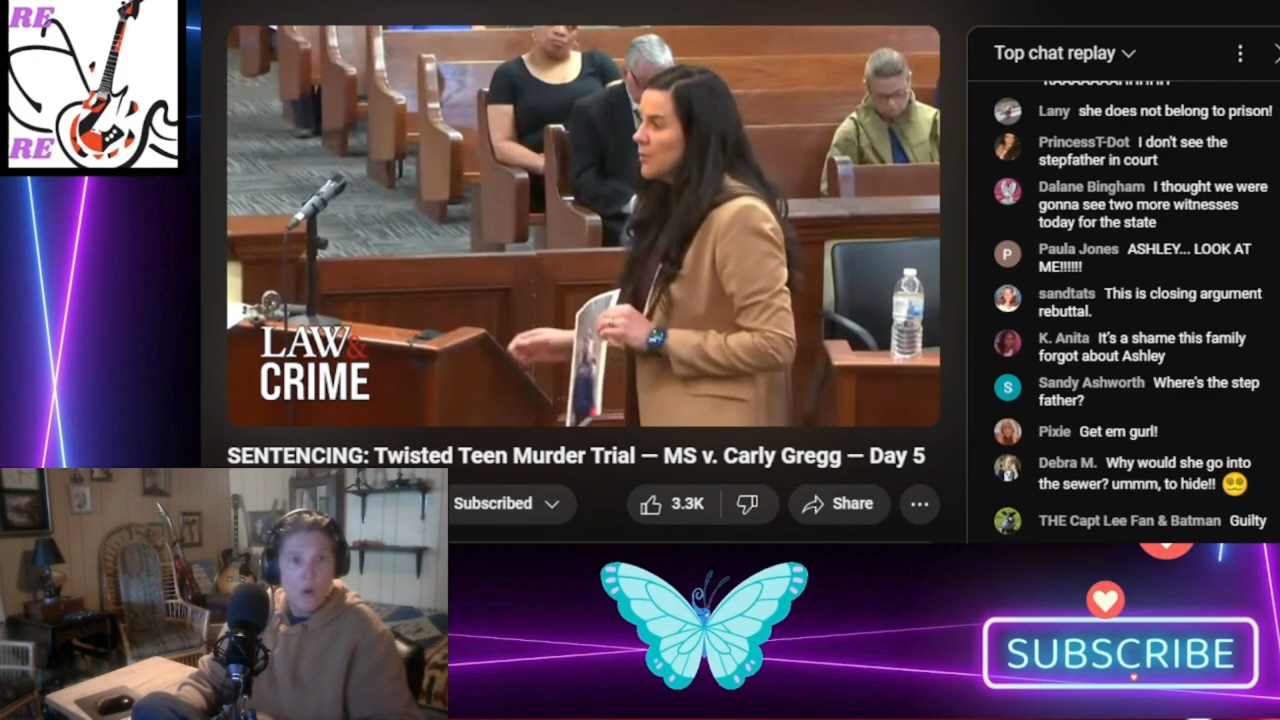 RE
RE
LAW&
CRIME
SENTENCING: Twisted Teen Murder Trial — MS v. Carly Gregg — Day 5
Subscribed
3.3K
Share
Top chat replay
Lany she does not belong to prison!
PrincessT-Dot I don't see the
stepfather in court
Dalane Bingham I thought we were
gonna see two more witnesses
today for the state
P
Paula Jones ASHLEY... LOOK AT
ME!!!!!!
sandtats This is closing argument
rebuttal.
K. Anita It's a shame this family
forgot about Ashley
S
Sandy Ashworth Where's the step
father?
Pixie Get em gurl!
Debra M. Why would she go into
the sewer? ummm, to hide!!
THE Capt Lee Fan & Batman Guilty
SUBSCRIBE